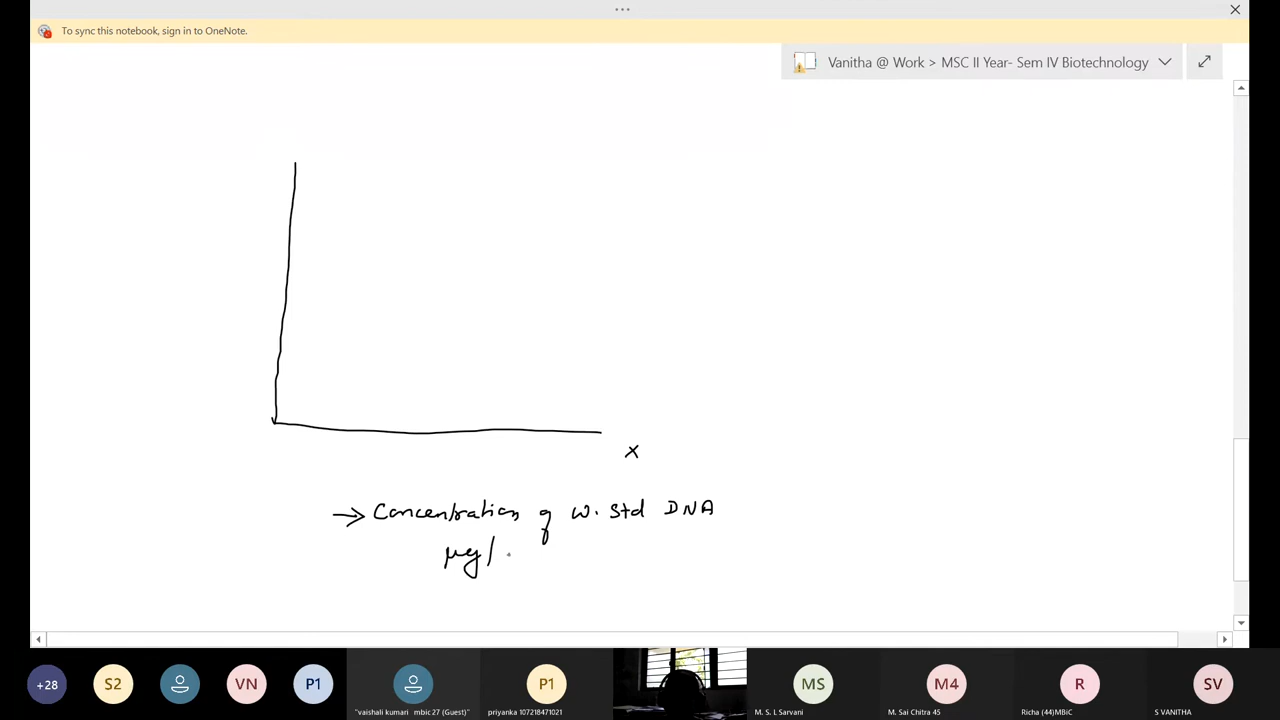 To sync this notebook, sign in to OneNote.
Vanitha @ Work > MSC II Year- Sem IV Biotechnology
x
→ Concentration of w. Std DNA
μg/
+28
S2
VN
P1
P1
MS
M4
R
SV
"vaishali kumari mbic 27 (Guest)"
priyanka 107218471021
M. S. L Sarvani
M. Sai Chitra 45
Richa (44)MBiC
S VANITHA